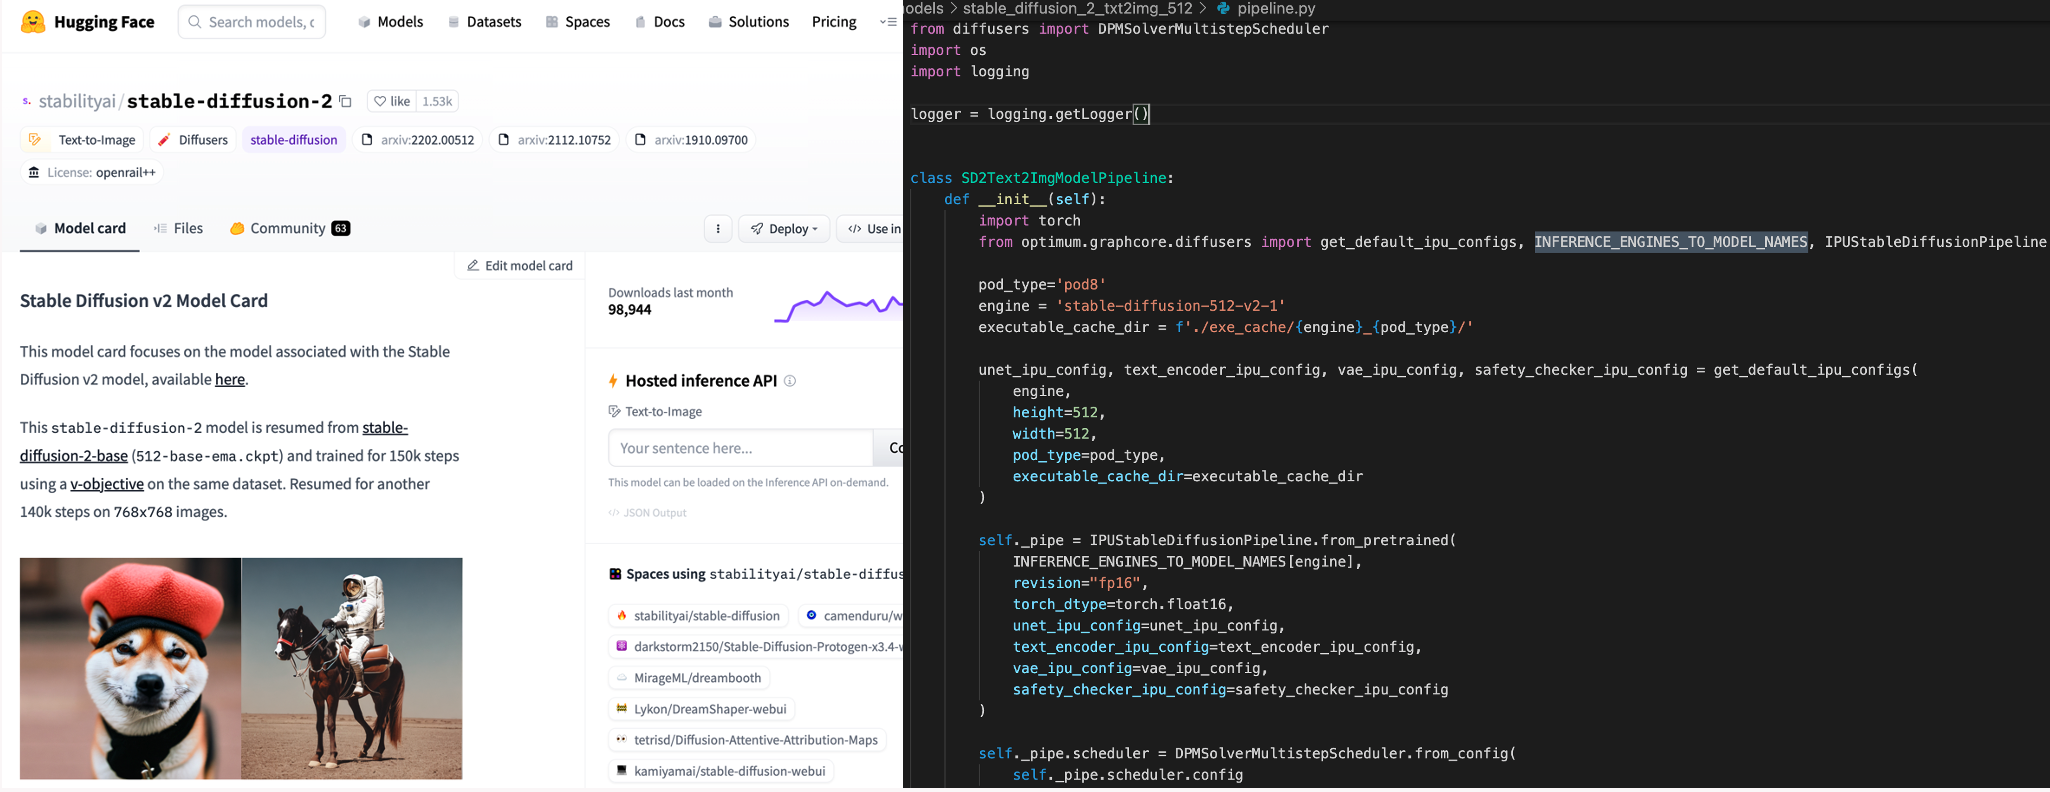 Hugging Face
Search models, c
Models
Datasets
Spaces
Docs
Solutions
Pricing
stabilityai/stable-diffusion-2
like 1.53k
Text-to-Image
Diffusers
stable-diffusion
arxiv:2202.00512
arxiv:2112.10752
arxiv:1910.09700
License: openrail++
Model card
Files
Community 63
Deploy
</> Use in
Edit model card
Stable Diffusion v2 Model Card
This model card focuses on the model associated with the Stable
Diffusion v2 model, available here.
This stable-diffusion-2 model is resumed from stable-
diffusion-2-base (512-base-ema.ckpt) and trained for 150k steps
using a v-objective on the same dataset. Resumed for another
140k steps on 768x768 images.
Downloads last month
98,944
Hosted inference API
Text-to-Image
Your sentence here...
Co
This model can be loaded on the Inference API on-demand.
</> JSON Output
Spaces using stabilityai/stable-diffus
stabilityai/stable-diffusion
camenduru/w
darkstorm2150/Stable-Diffusion-Protogen-x3.4-w
MirageML/dreambooth
Lykon/DreamShaper-webui
tetrisd/Diffusion-Attentive-Attribution-Maps
kamiyamai/stable-diffusion-webui
odels > stable_diffusion_2_txt2img_512 > pipeline.py
from diffusers import DPMSolverMultistepScheduler
import os
import logging
logger = logging.getLogger()
class SD2Text2ImgModelPipeline:
def __init__(self):
import torch
from optimum.graphcore.diffusers import get_default_ipu_configs, INFERENCE_ENGINES_TO_MODEL_NAMES, IPUStableDiffusionPipeline
pod_type='pod8'
engine = 'stable-diffusion-512-v2-1'
executable_cache_dir = f'./exe_cache/{engine}_{pod_type}/'
unet_ipu_config, text_encoder_ipu_config, vae_ipu_config, safety_checker_ipu_config = get_default_ipu_configs(
engine,
height=512,
width=512,
pod_type=pod_type,
executable_cache_dir=executable_cache_dir
)
self._pipe = IPUStableDiffusionPipeline.from_pretrained(
INFERENCE_ENGINES_TO_MODEL_NAMES[engine],
revision="fp16",
torch_dtype=torch.float16,
unet_ipu_config=unet_ipu_config,
text_encoder_ipu_config=text_encoder_ipu_config,
vae_ipu_config=vae_ipu_config,
safety_checker_ipu_config=safety_checker_ipu_config
)
self._pipe.scheduler = DPMSolverMultistepScheduler.from_config(
self._pipe.scheduler.config